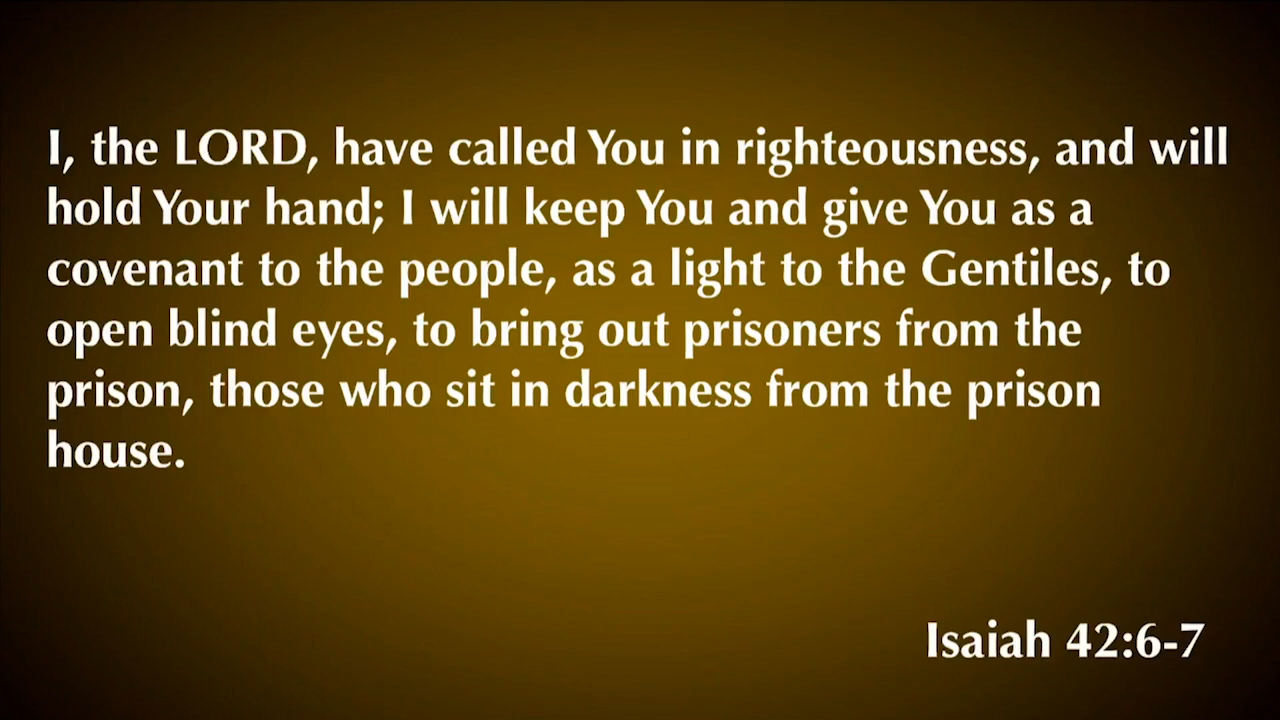 I, the LORD, have called You in righteousness, and will
hold Your hand; I will keep You and give You as a
covenant to the people, as a light to the Gentiles, to
open blind eyes, to bring out prisoners from the
prison, those who sit in darkness from the prison
house.
Isaiah 42:6-7